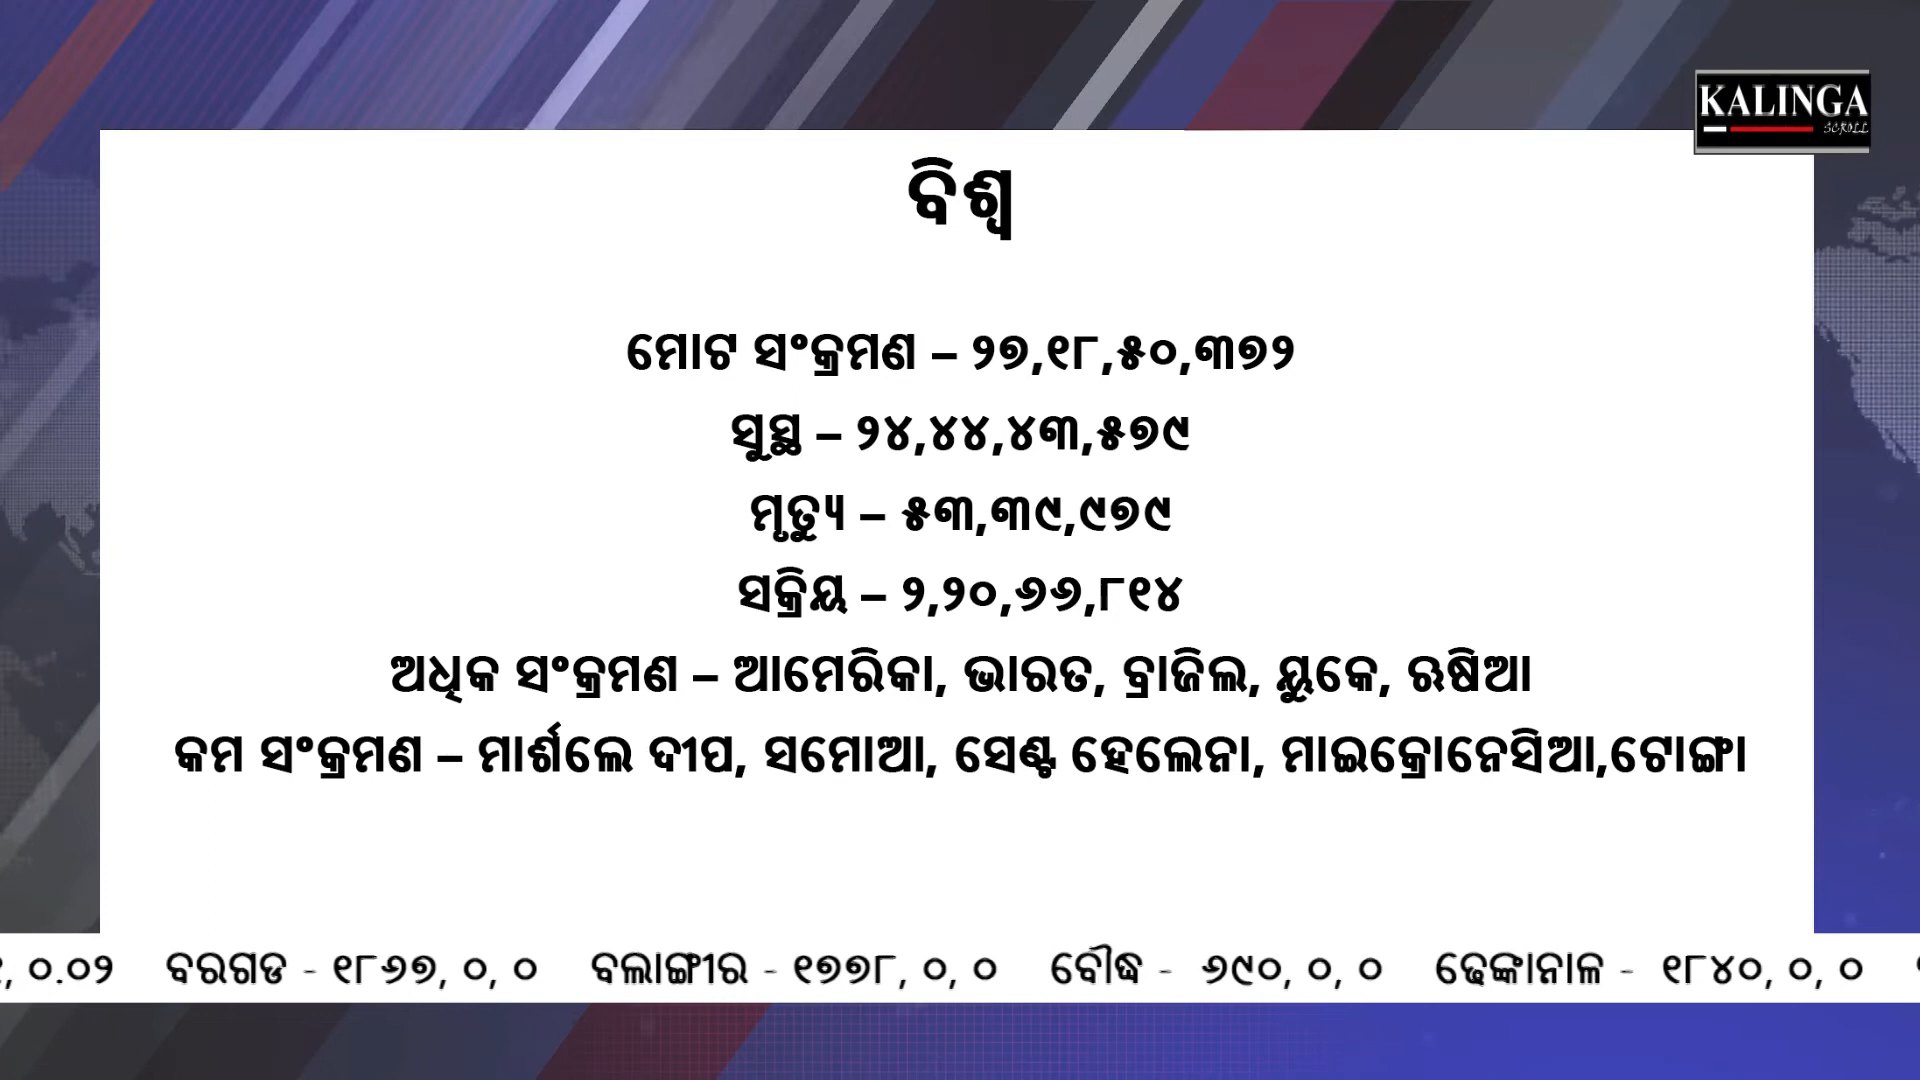 KALINGA
SCROLL
ବିଶ୍ୱ
ମୋଟ ସଂକ୍ରମଣ – ୨୭,୧୮,୫୦,୩୭୨
ସୁସ୍ଥ – ୨୪,୪୪,୪୩,୫୭୯
ମୃତ୍ୟୁ – ୫୩,୩୯,୯୭୯
ସକ୍ରିୟ – ୨,୨୦,୬୬,୮୧୪
ଅଧିକ ସଂକ୍ରମଣ – ଆମେରିକା, ଭାରତ, ବ୍ରାଜିଲ, ୟୁକେ, ଋଷିଆ
କମ ସଂକ୍ରମଣ – ମାର୍ଶଲେ ଦୀପ, ସମୋଆ, ସେଣ୍ଟ ହେଲେନା, ମାଇକ୍ରୋନେସିଆ,ଟୋଙ୍ଗା
, ୦.୦୨ ବରଗଡ - ୧୮୬୭, ୦, ୦ ବଲାଙ୍ଗୀର - ୧୭୭୮, ୦, ୦ ବୌଦ୍ଧ - ୬୯୦, ୦, ୦ ଢେଙ୍କାନାଳ - ୧୮୪୦, ୦, ୦